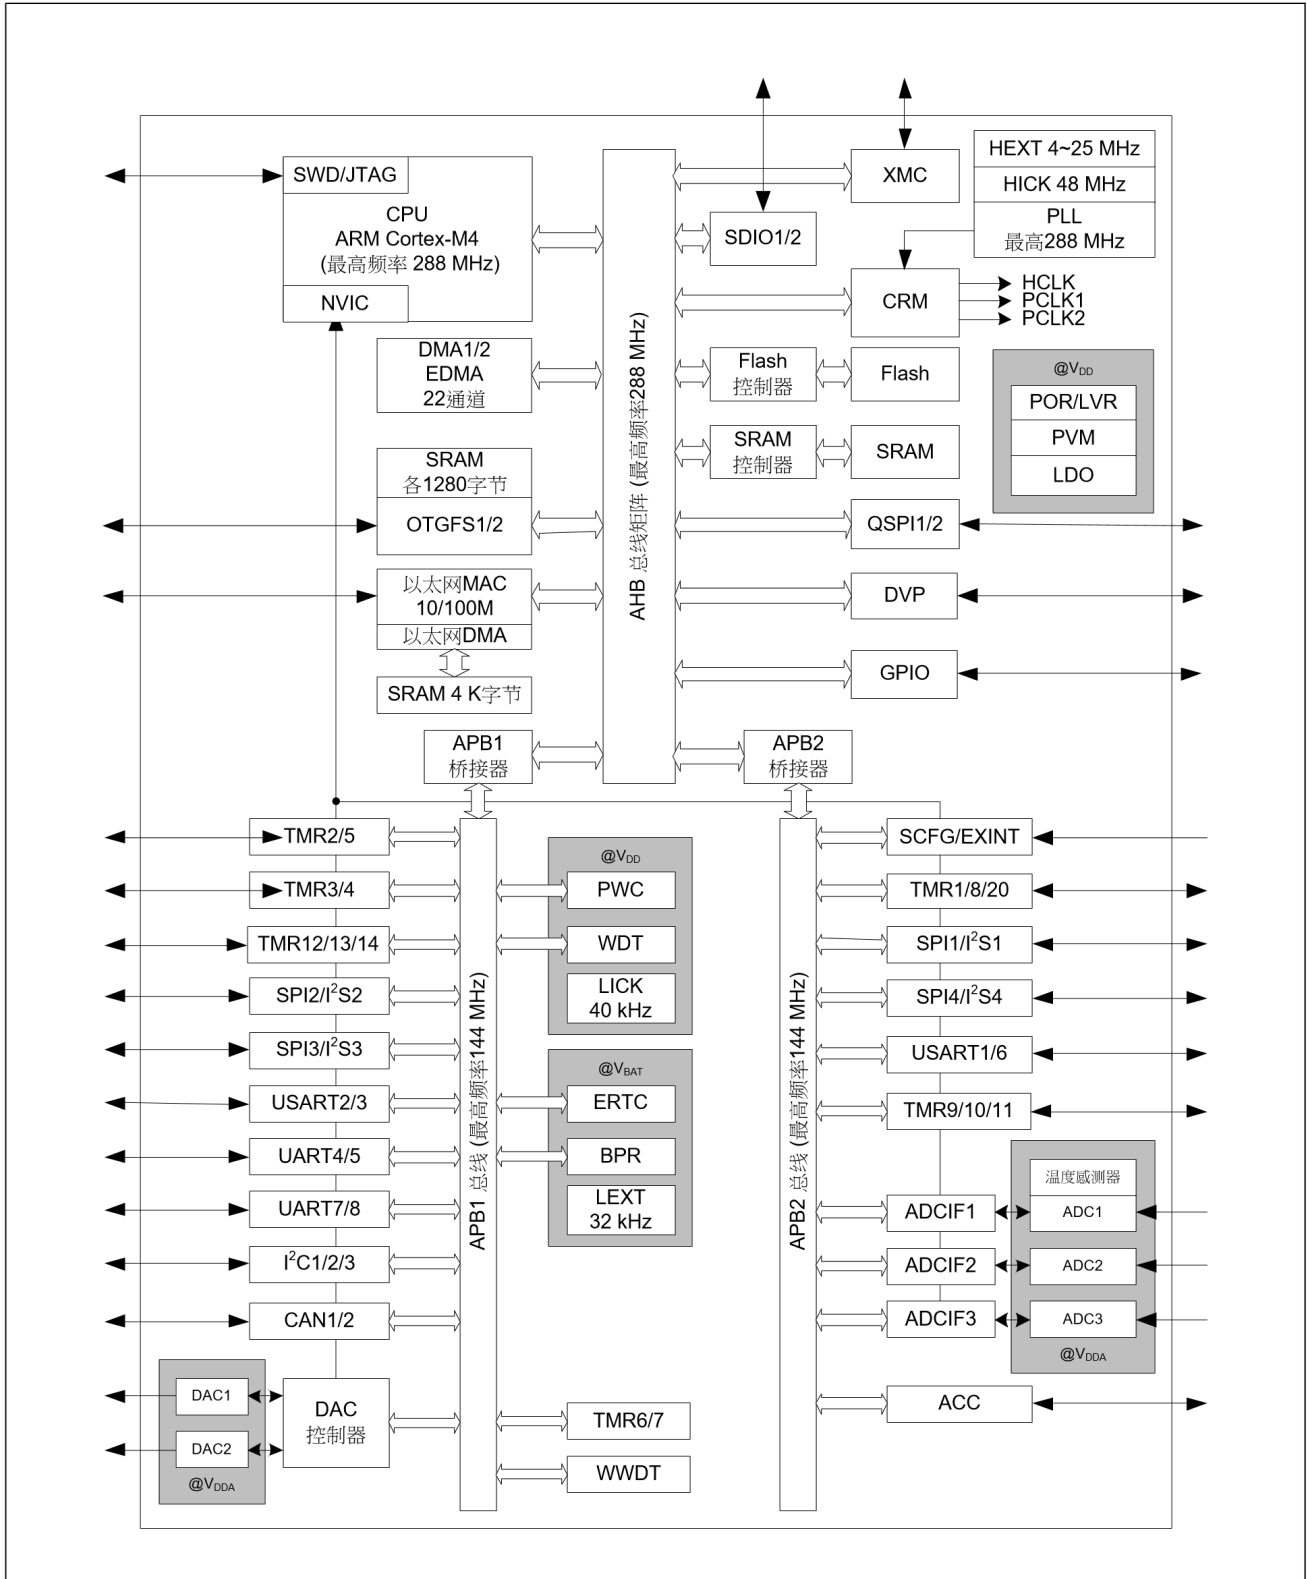 SWD/JTAG
CPU
ARM Cortex-M4
(最高频率 288 MHz)
NVIC
DMA1/2
EDMA
22通道
SRAM
各1280字节
OTGFS1/2
以太网MAC
10/100M
以太网DMA
SRAM 4 K字节
AHB 总线矩阵 (最高频率288 MHz)
XMC
SDIO1/2
HEXT 4~25 MHz
HICK 48 MHz
PLL
最高288 MHz
CRM
HCLK
PCLK1
PCLK2
Flash
控制器
Flash
SRAM
控制器
SRAM
@VDD
POR/LVR
PVM
LDO
QSPI1/2
DVP
GPIO
APB1
桥接器
APB2
桥接器
TMR2/5
TMR3/4
TMR12/13/14
SPI2/I²S2
SPI3/I²S3
USART2/3
UART4/5
UART7/8
I²C1/2/3
CAN1/2
DAC1
DAC2
@VDDA
DAC
控制器
APB1 总线 (最高频率144 MHz)
@VDD
PWC
WDT
LICK
40 kHz
@VBAT
ERTC
BPR
LEXT
32 kHz
TMR6/7
WWDT
APB2 总线 (最高频率144 MHz)
SCFG/EXINT
TMR1/8/20
SPI1/I²S1
SPI4/I²S4
USART1/6
TMR9/10/11
ADCIF1
ADCIF2
ADCIF3
温度感测器
ADC1
ADC2
ADC3
@VDDA
ACC